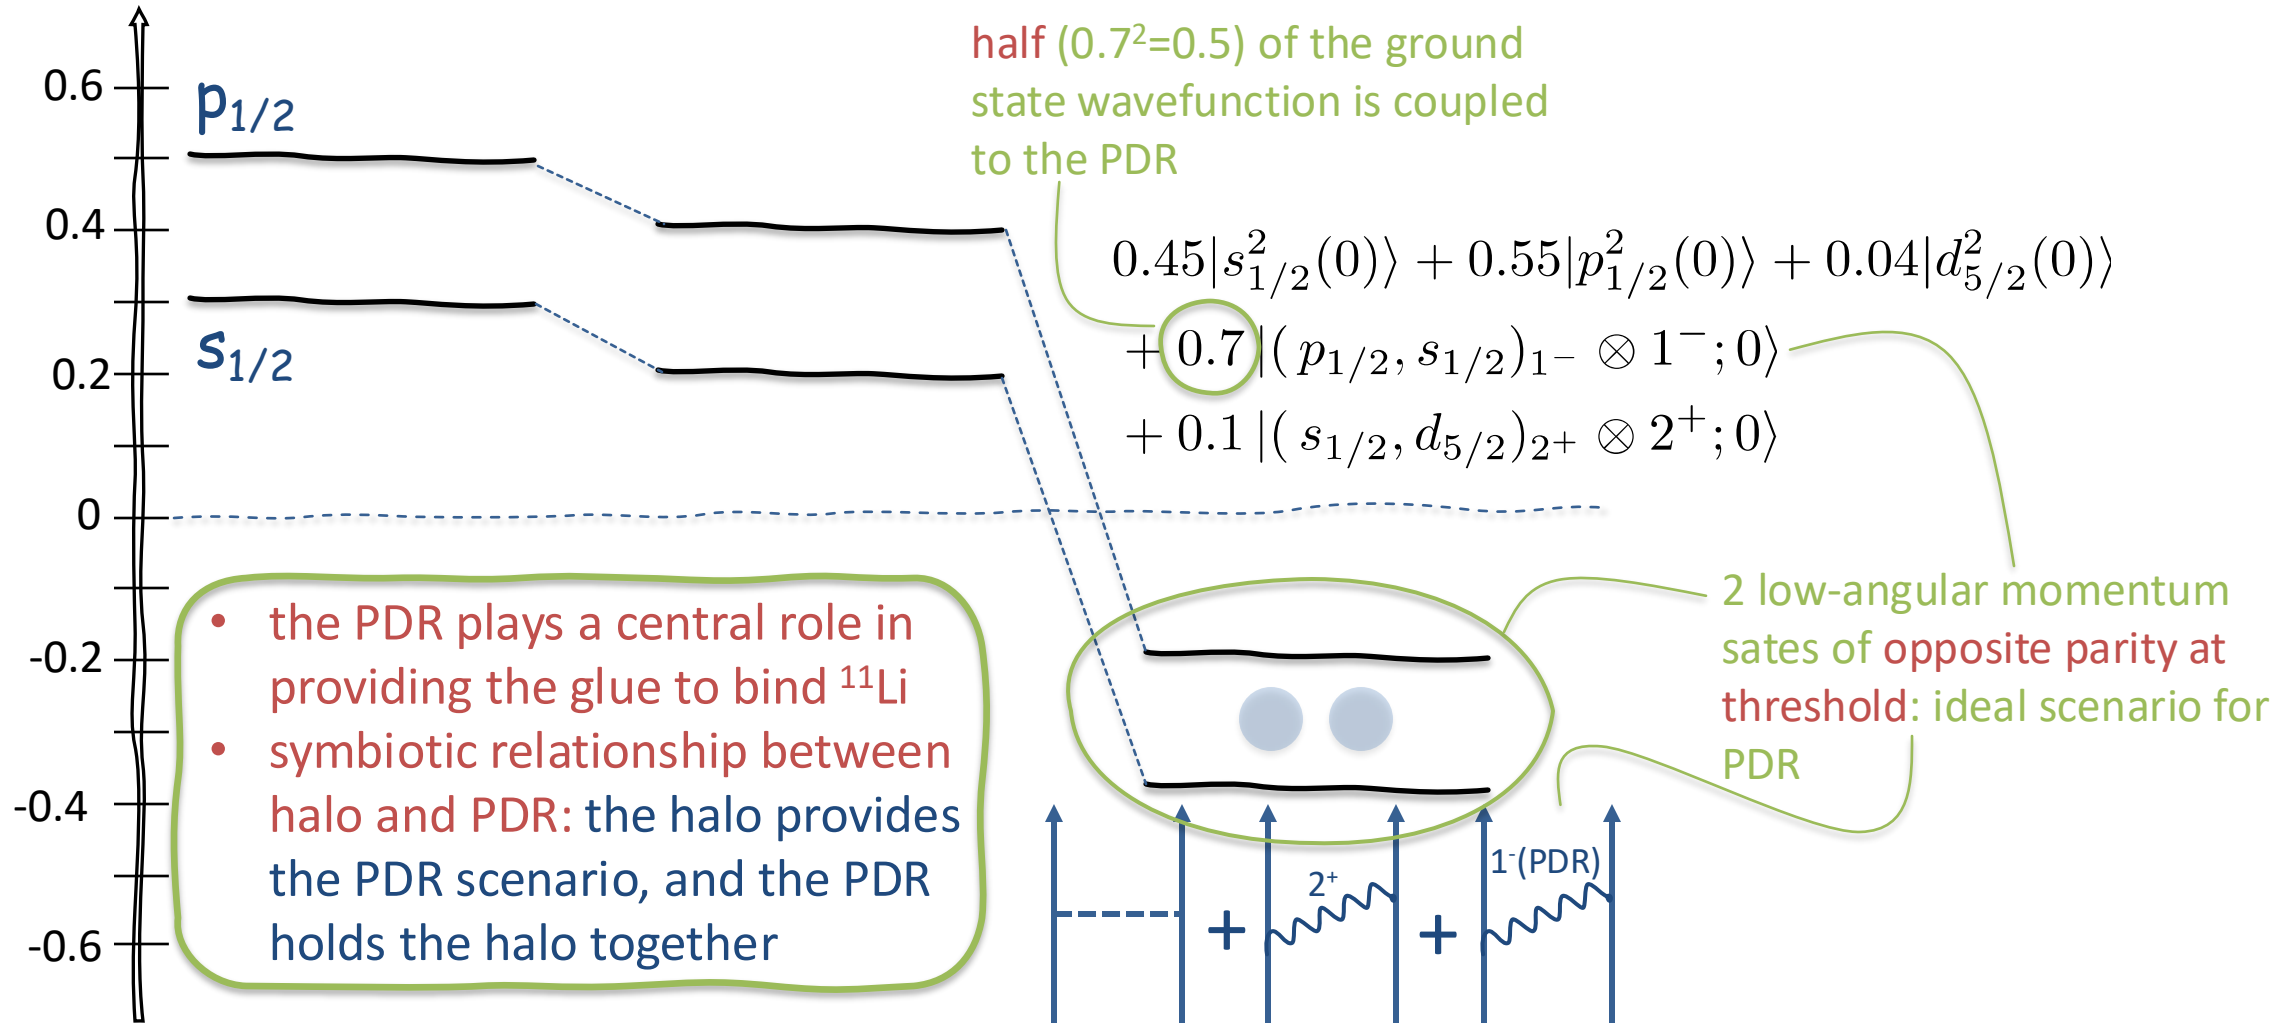 half (0.7²=0.5) of the ground
state wavefunction is coupled
to the PDR
0.6
0.4
0.2
0
-0.2
-0.4
-0.6
p₁/₂
s₁/₂
0.45|s²₁/₂(0)⟩ + 0.55|p²₁/₂(0)⟩ + 0.04|d²₅/₂(0)⟩
+ 0.7 |( p₁/₂, s₁/₂)₁₋ ⊗ 1⁻; 0⟩
+ 0.1 |( s₁/₂, d₅/₂)₂₊ ⊗ 2⁺; 0⟩
• the PDR plays a central role in
providing the glue to bind ¹¹Li
• symbiotic relationship between
halo and PDR: the halo provides
the PDR scenario, and the PDR
holds the halo together
2 low-angular momentum
sates of opposite parity at
threshold: ideal scenario for
PDR
+
2⁺
+
1⁻(PDR)